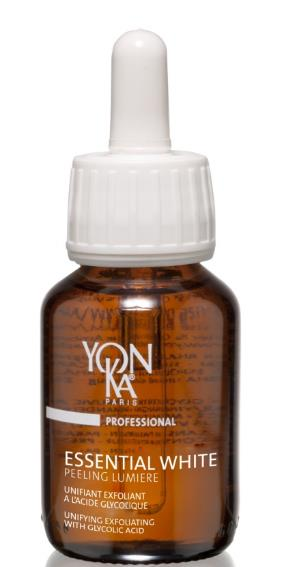 YON
KA®
PARIS
PROFESSIONAL
ESSENTIAL WHITE
PEELING LUMIERE
UNIFIANT EXFOLIANT
A L'ACIDE GLYCOLIQUE
UNIFYING EXFOLIATING
WITH GLYCOLIC ACID